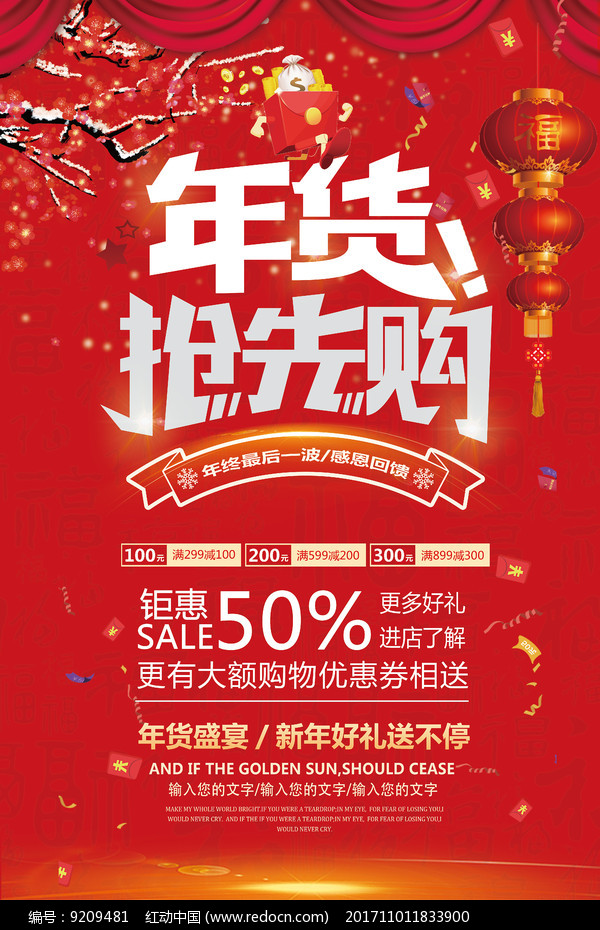 福
年货!
抢先购
年终最后一波/感恩回馈
100元 满299减100 200元 满599减200 300元 满899减300
钜惠 SALE 50% 更多好礼 进店了解
更有大额购物优惠券相送
年货盛宴 / 新年好礼送不停
AND IF THE GOLDEN SUN,SHOULD CEASE
输入您的文字/输入您的文字/输入您的文字
MAKE MY WHOLE WORLD BRIGHT.IF YOU WERE A TEARDROP;IN MY EYE, FOR FEAR OF LOSING YOU,I
WOULD NEVER CRY. AND IF THE IF YOU WERE A TEARDROP;IN MY EYE, FOR FEAR OF LOSING YOU,I
WOULD NEVER CRY.
编号:9209481 红动中国 (www.redocn.com) 201711011833900